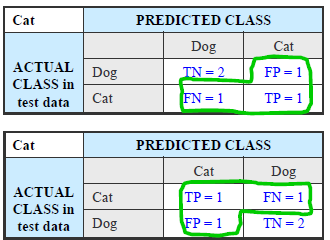 Cat PREDICTED CLASS
Dog Cat
ACTUAL CLASS in test data
Dog TN = 2 FP = 1
Cat FN = 1 TP = 1
Cat PREDICTED CLASS
Cat Dog
ACTUAL CLASS in test data
Cat TP = 1 FN = 1
Dog FP = 1 TN = 2